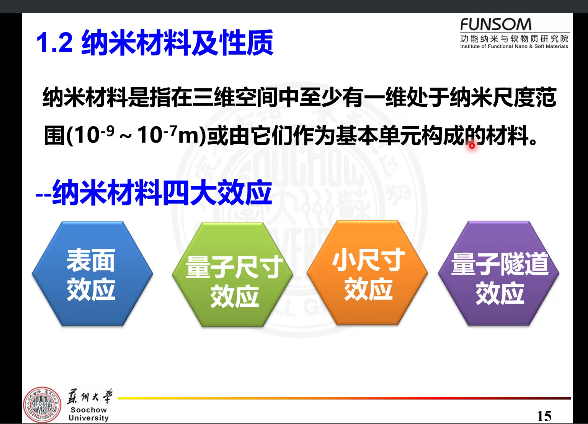 1.2 纳米材料及性质
FUNSOM
功能纳米与软物质研究院
Institute of Functional Nano & Soft Materials
纳米材料是指在三维空间中至少有一维处于纳米尺度范
围(10⁻⁹～10⁻⁷m)或由它们作为基本单元构成的材料。
--纳米材料四大效应
表面
效应
量子尺寸
效应
小尺寸
效应
量子隧道
效应
蘇州大學
Soochow
University
15